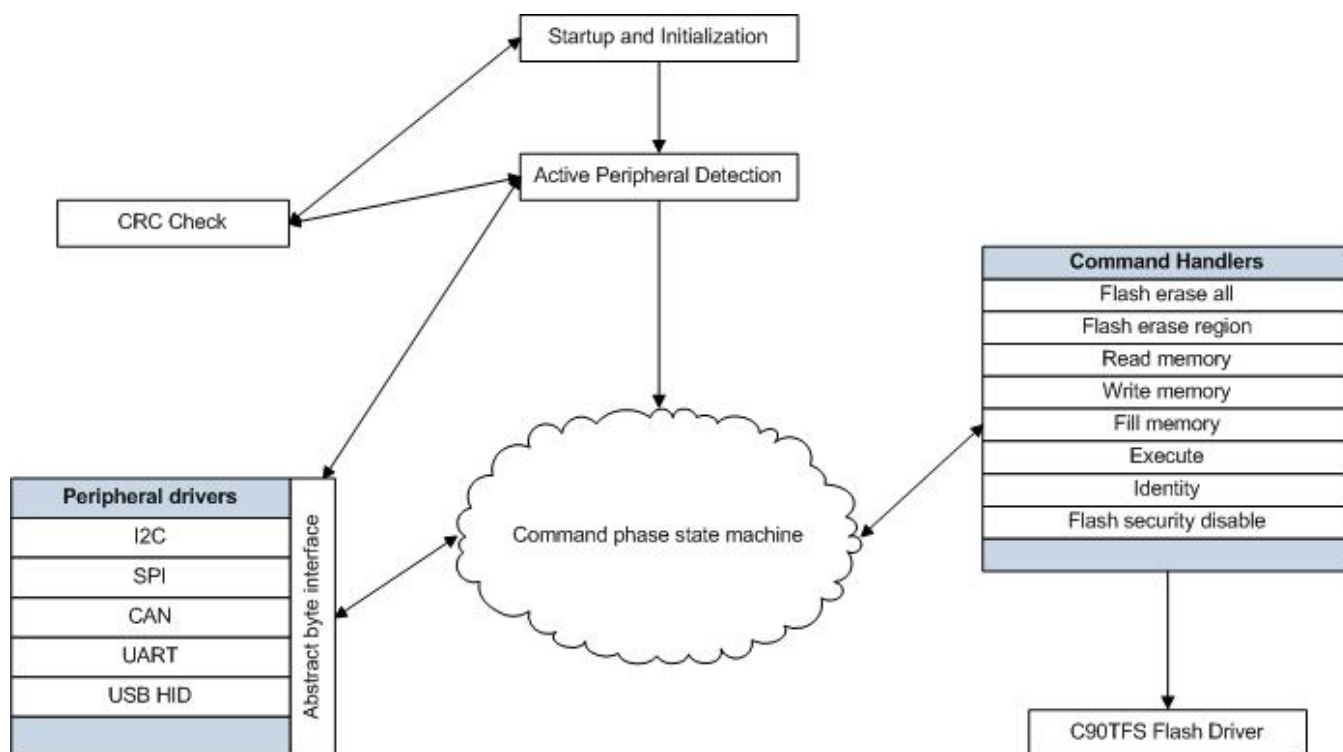 Startup and Initialization
Active Peripheral Detection
CRC Check
Command Handlers
Flash erase all
Flash erase region
Read memory
Write memory
Fill memory
Execute
Identity
Flash security disable
Peripheral drivers
I2C
SPI
CAN
UART
USB HID
Abstract byte interface
Command phase state machine
C90TFS Flash Driver